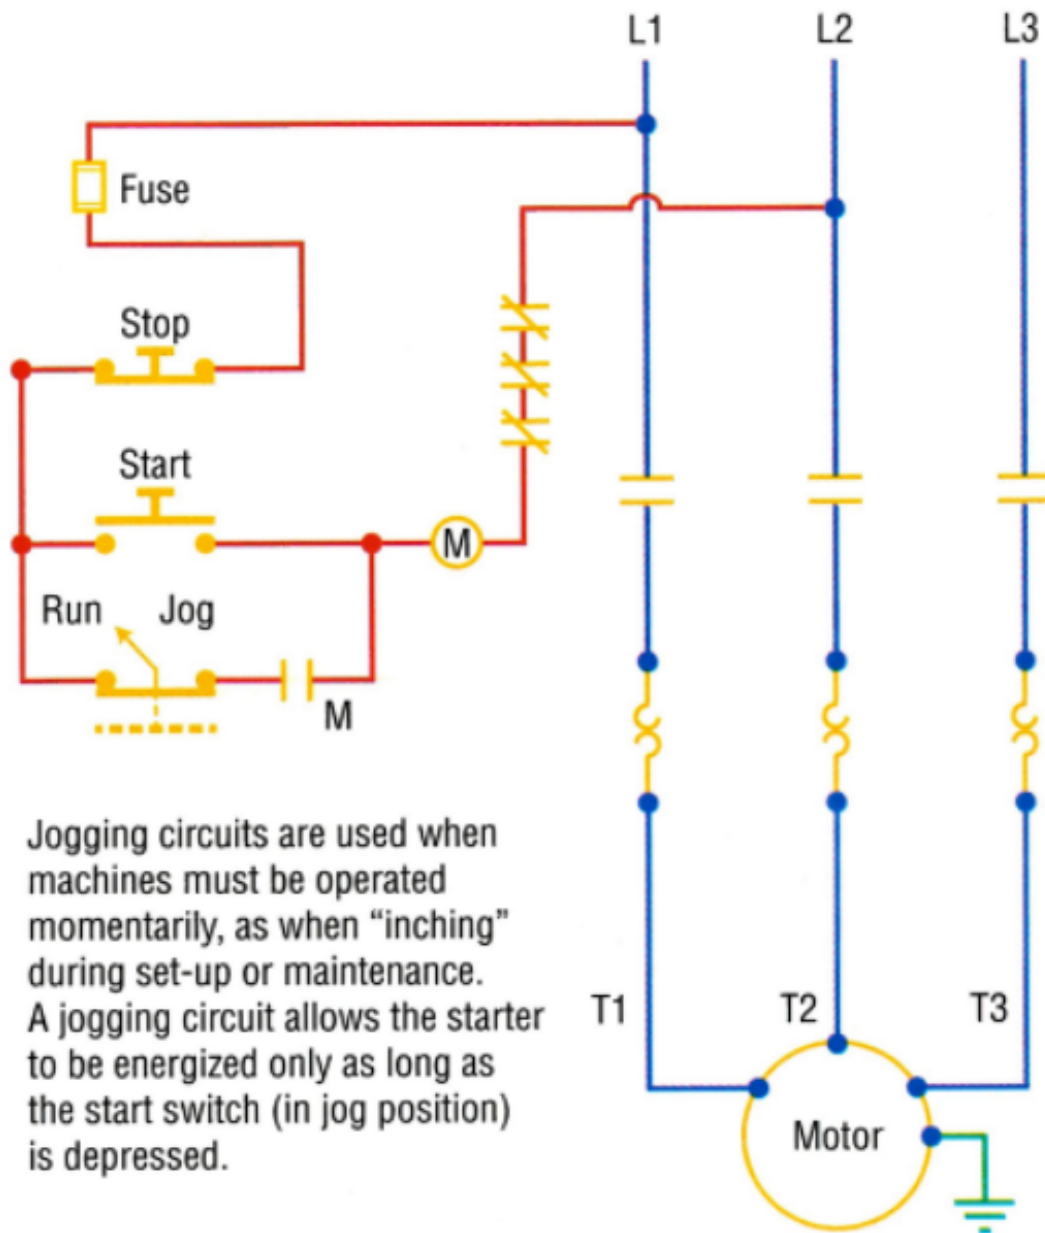 L1 L2 L3
Fuse
Stop
Start
M
Run Jog
M
Jogging circuits are used when
machines must be operated
momentarily, as when “inching”
during set-up or maintenance.
A jogging circuit allows the starter
to be energized only as long as
the start switch (in jog position)
is depressed.
T1 T2 T3
Motor